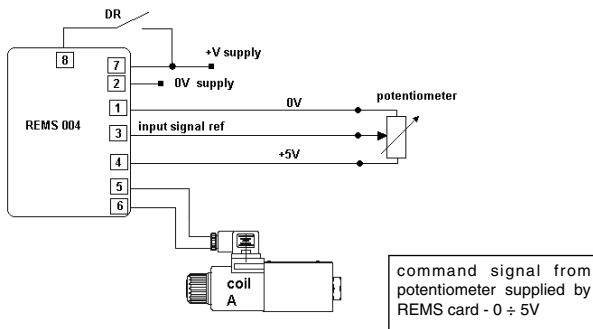 DR
8
7
+V supply
2
0V supply
1
0V
potentiometer
REMS 004
3
input signal ref
4
+5V
5
6
coil
A
command signal from
potentiometer supplied by
REMS card - 0 ÷ 5V